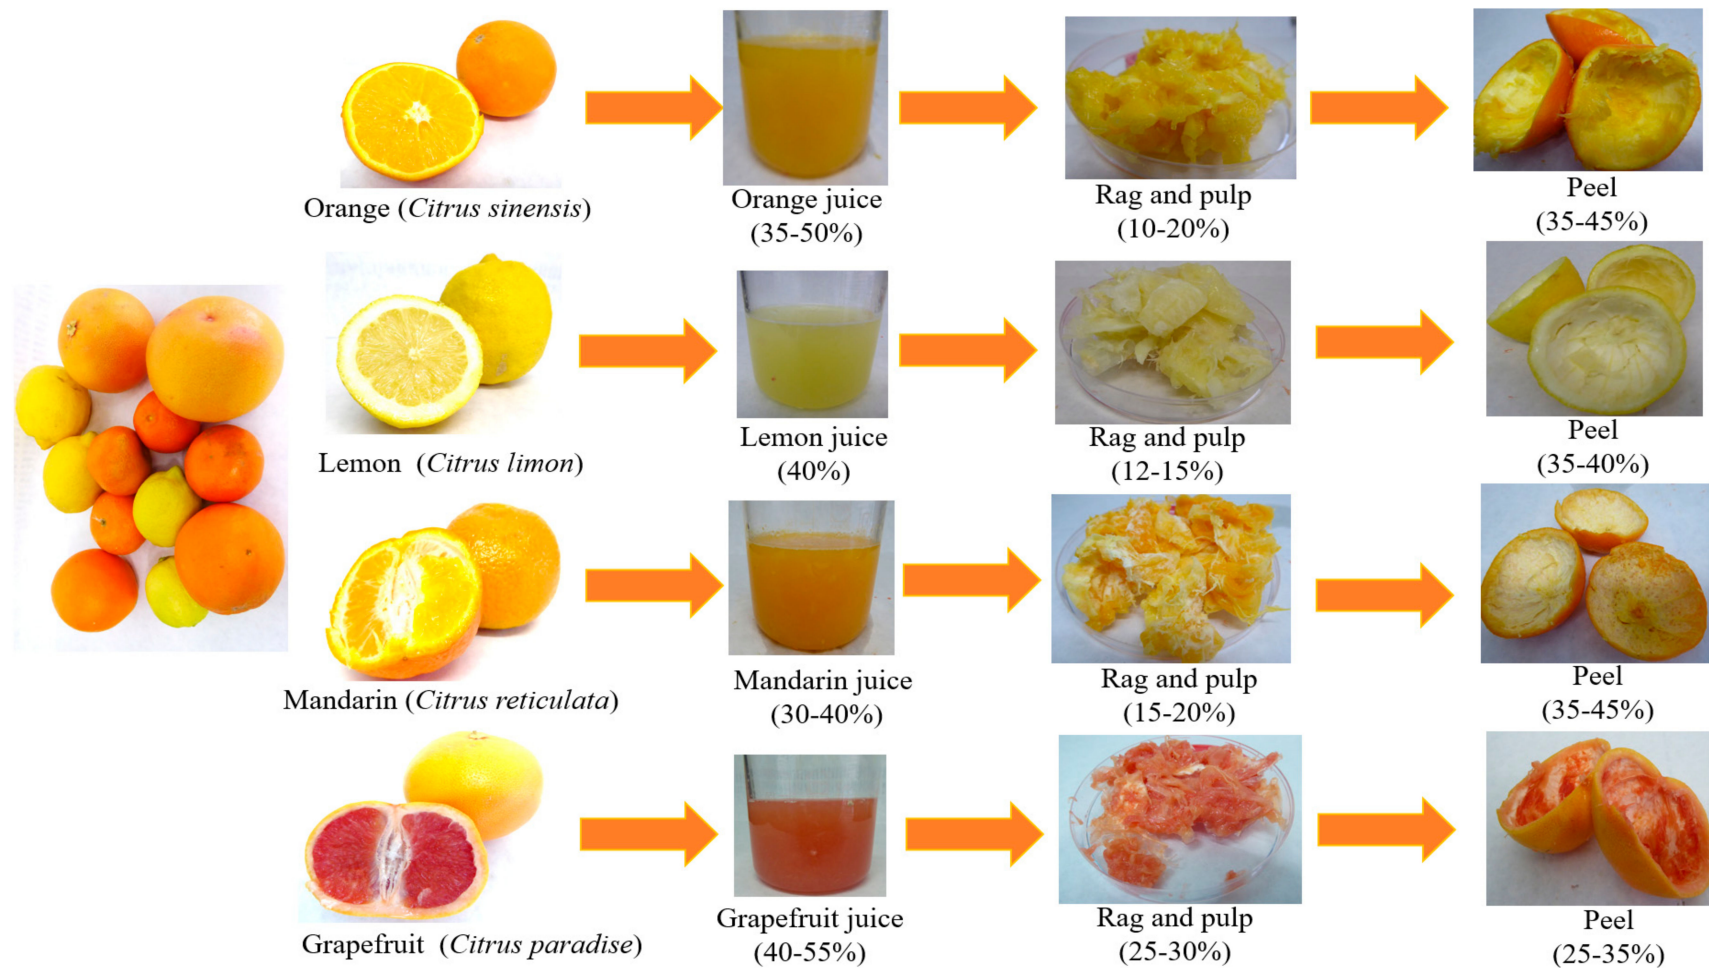 Orange (Citrus sinensis)
Orange juice
(35-50%)
Rag and pulp
(10-20%)
Peel
(35-45%)
Lemon (Citrus limon)
Lemon juice
(40%)
Rag and pulp
(12-15%)
Peel
(35-40%)
Mandarin (Citrus reticulata)
Mandarin juice
(30-40%)
Rag and pulp
(15-20%)
Peel
(35-45%)
Grapefruit (Citrus paradise)
Grapefruit juice
(40-55%)
Rag and pulp
(25-30%)
Peel
(25-35%)